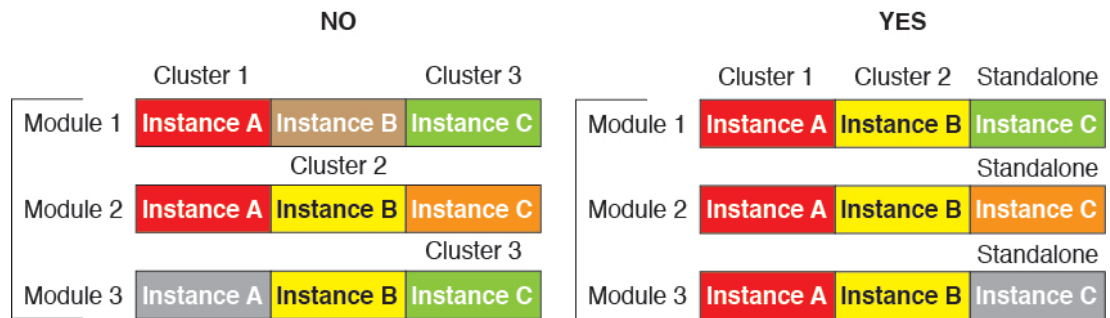 NO
YES
Cluster 1 Cluster 3
Cluster 1 Cluster 2 Standalone
Module 1 Instance A Instance B Instance C
Module 1 Instance A Instance B Instance C
Cluster 2
Standalone
Module 2 Instance A Instance B Instance C
Module 2 Instance A Instance B Instance C
Cluster 3
Standalone
Module 3 Instance A Instance B Instance C
Module 3 Instance A Instance B Instance C